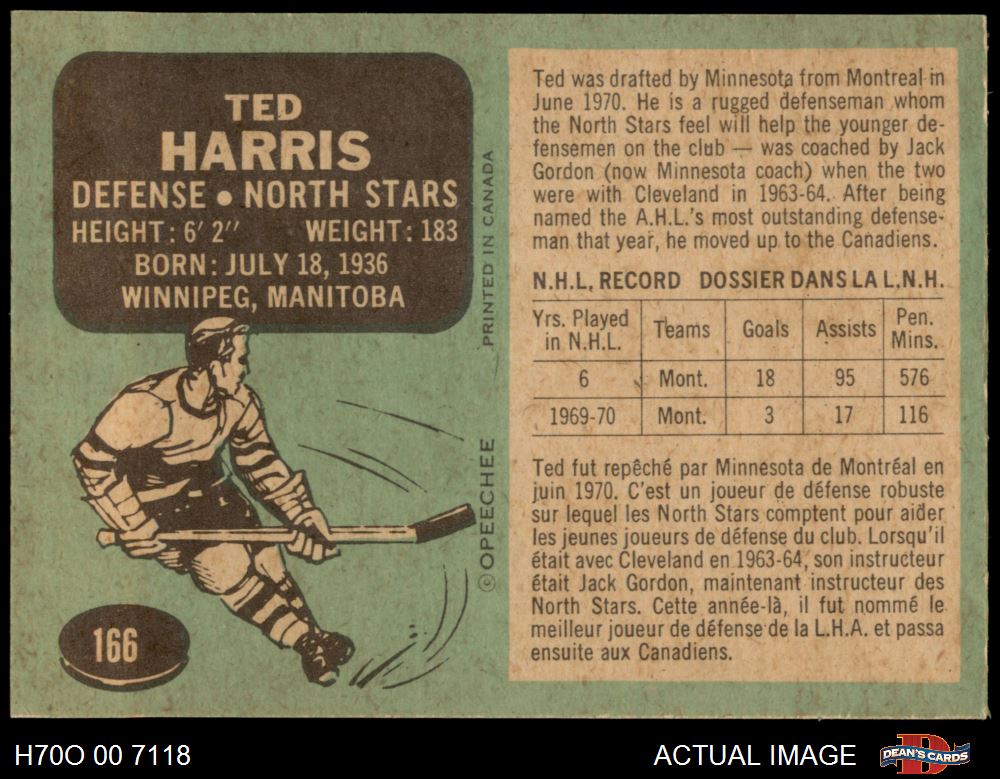 TED
HARRIS
DEFENSE • NORTH STARS
HEIGHT: 6' 2" WEIGHT: 183
BORN: JULY 18, 1936
WINNIPEG, MANITOBA
166
© OPEECHEE PRINTED IN CANADA
Ted was drafted by Minnesota from Montreal in
June 1970. He is a rugged defenseman whom
the North Stars feel will help the younger de-
fensemen on the club — was coached by Jack
Gordon (now Minnesota coach) when the two
were with Cleveland in 1963-64. After being
named the A.H.L.'s most outstanding defense-
man that year, he moved up to the Canadiens.
N.H.L. RECORD DOSSIER DANS LA L.N.H.
Yrs. Played in N.H.L. Teams Goals Assists Pen. Mins.
6 Mont. 18 95 576
1969-70 Mont. 3 17 116
Ted fut repêché par Minnesota de Montréal en
juin 1970. C'est un joueur de défense robuste
sur lequel les North Stars comptent pour aider
les jeunes joueurs de défense du club. Lorsqu'il
était avec Cleveland en 1963-64, son instructeur
était Jack Gordon, maintenant instructeur des
North Stars. Cette année-là, il fut nommé le
meilleur joueur de défense de la L.H.A. et passa
ensuite aux Canadiens.
H70O 00 7118 ACTUAL IMAGE DEAN'S CARDS